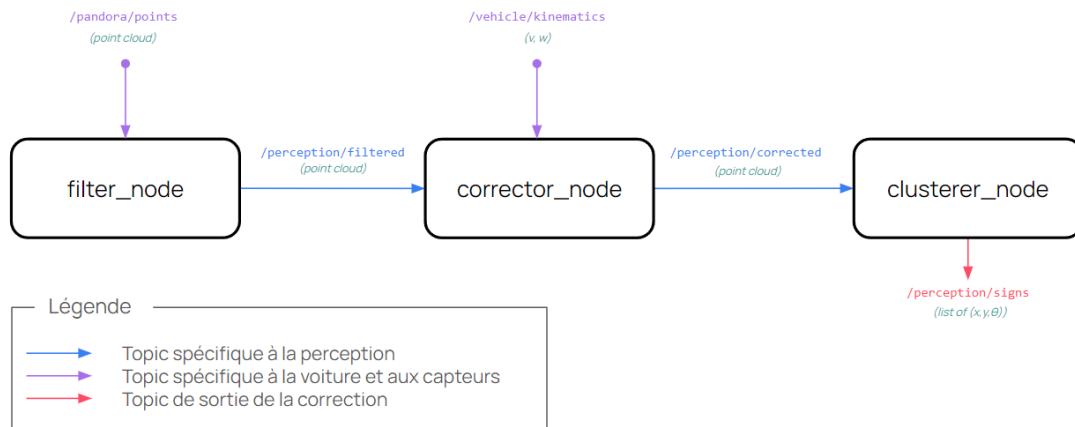 /pandora/points
(point cloud)
/vehicle/kinematics
(v, w)
filter_node
/perception/filtered
(point cloud)
corrector_node
/perception/corrected
(point cloud)
clusterer_node
/perception/signs
(list of (x,y,θ))
Légende
Topic spécifique à la perception
Topic spécifique à la voiture et aux capteurs
Topic de sortie de la correction